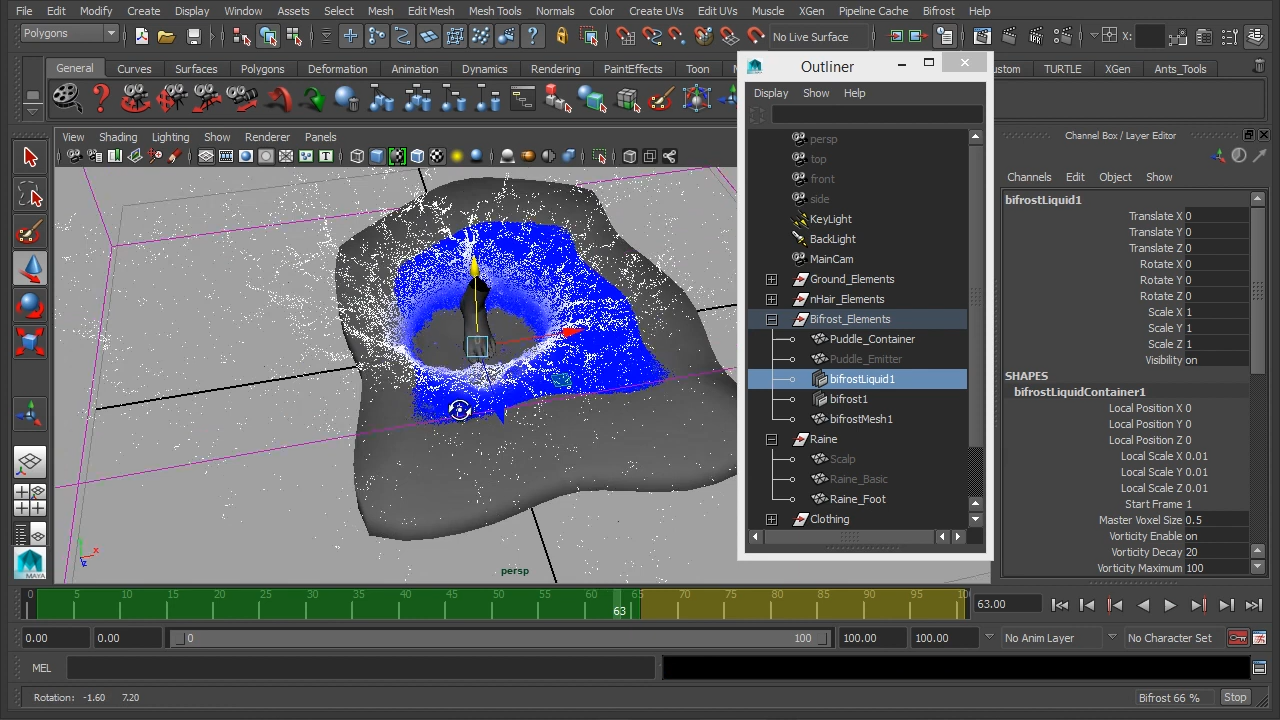 File Edit Modify Create Display Window Assets Select Mesh Edit Mesh Mesh Tools Normals Color Create UVs Edit UVs Muscle XGen Pipeline Cache Bifrost Help
Polygons No Live Surface X:
General Curves Surfaces Polygons Deformation Animation Dynamics Rendering PaintEffects Toon ustom TURTLE XGen Ants_Tools
View Shading Lighting Show Renderer Panels
Outliner
Display Show Help
persp
top
front
side
KeyLight
BackLight
MainCam
Ground_Elements
nHair_Elements
Bifrost_Elements
Puddle_Container
Puddle_Emitter
bifrostLiquid1
bifrost1
bifrostMesh1
Raine
Scalp
Raine_Basic
Raine_Foot
Clothing
Channel Box / Layer Editor
Channels Edit Object Show
bifrostLiquid1
Translate X 0
Translate Y 0
Translate Z 0
Rotate X 0
Rotate Y 0
Rotate Z 0
Scale X 1
Scale Y 1
Scale Z 1
Visibility on
SHAPES
bifrostLiquidContainer1
Local Position X 0
Local Position Y 0
Local Position Z 0
Local Scale X 0.01
Local Scale Y 0.01
Local Scale Z 0.01
Start Frame 1
Master Voxel Size 0.5
Vorticity Enable on
Vorticity Decay 20
Vorticity Maximum 100
x
z
persp
MAYA
0 5 10 15 20 25 30 35 40 45 50 55 60 65 70 75 80 85 90 95 10
63
63.00
0.00 0.00 0 100 100.00 100.00 No Anim Layer No Character Set
MEL
Rotation: -1.60 7.20 Bifrost 66 % Stop